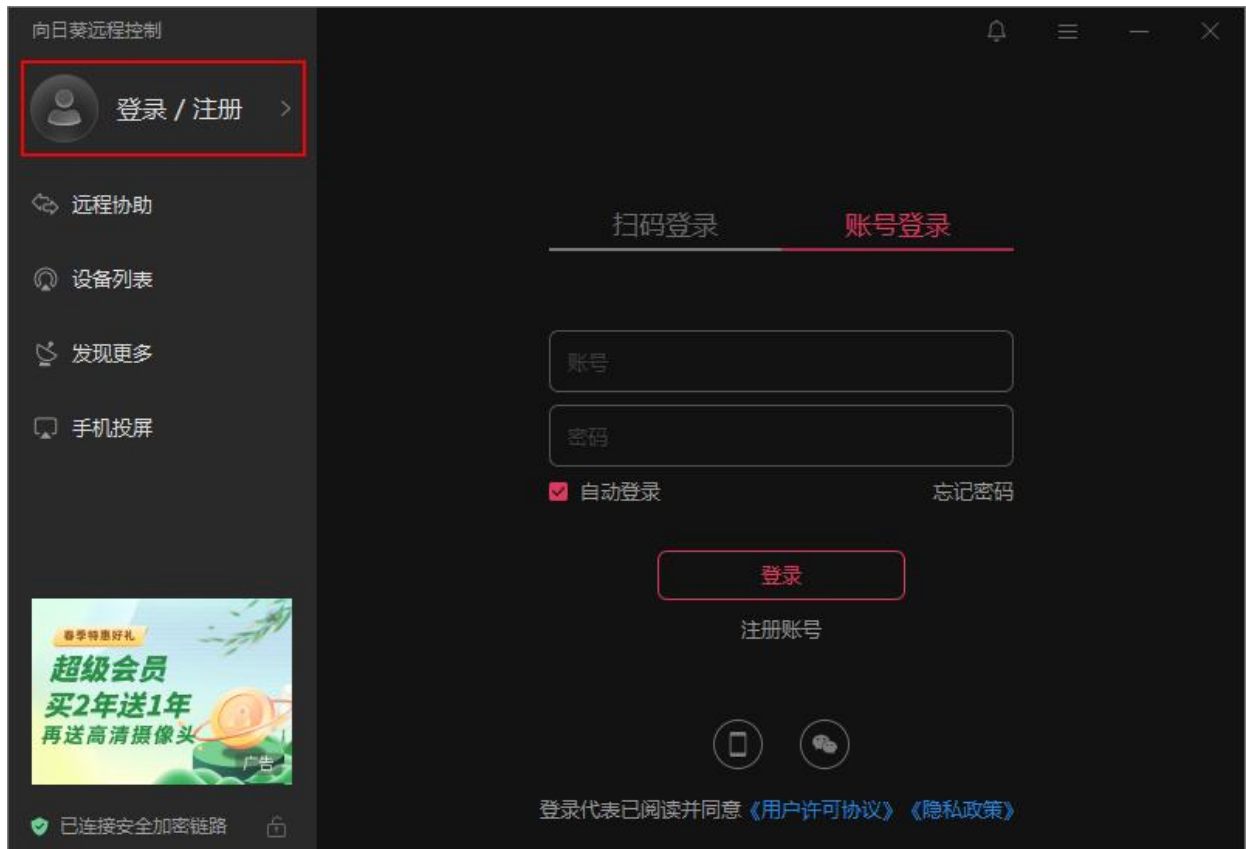 向日葵远程控制
登录 / 注册
远程协助
设备列表
发现更多
手机投屏
春季特惠好礼
超级会员
买2年送1年
再送高清摄像头
广告
已连接安全加密链路
扫码登录 账号登录
账号
密码
自动登录 忘记密码
登录
注册账号
登录代表已阅读并同意《用户许可协议》《隐私政策》